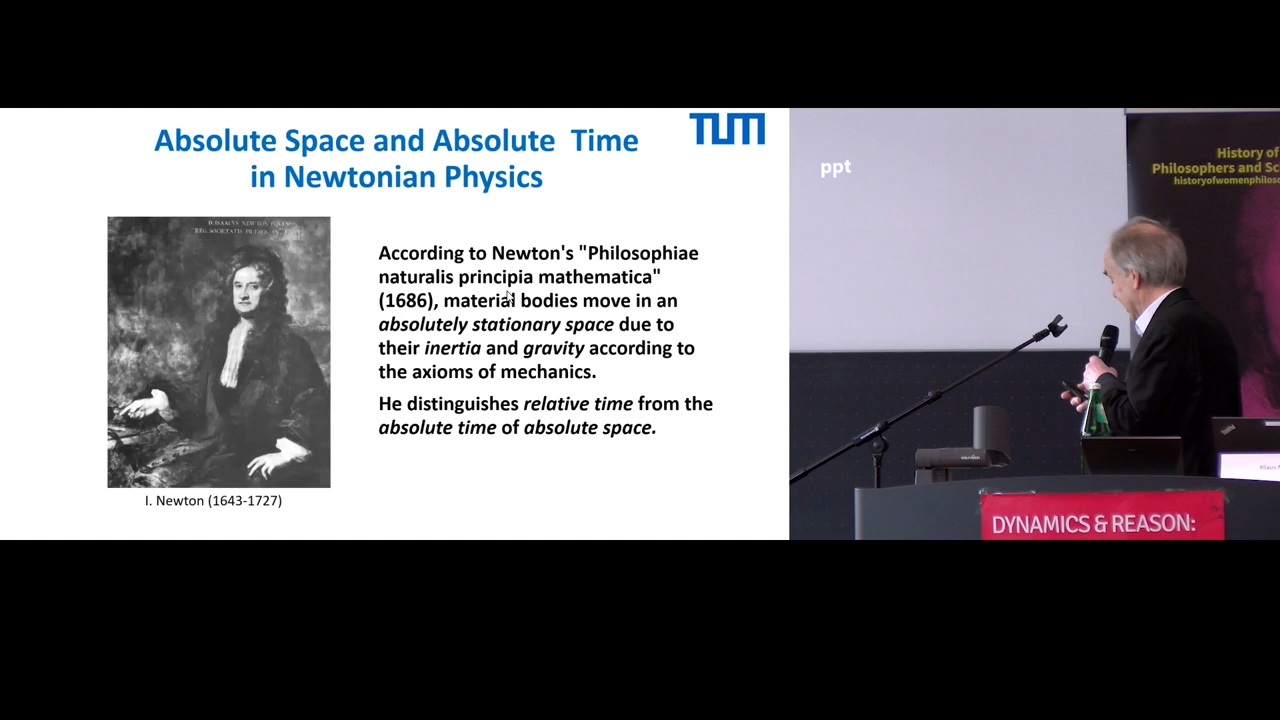 Absolute Space and Absolute Time
in Newtonian Physics
TUM
According to Newton's "Philosophiae
naturalis principia mathematica"
(1686), material bodies move in an
absolutely stationary space due to
their inertia and gravity according to
the axioms of mechanics.
He distinguishes relative time from the
absolute time of absolute space.
I. Newton (1643-1727)
ppt
History of
Philosophers and Sc
historyofwomenphiloso
Klaus M
DYNAMICS & REASON: